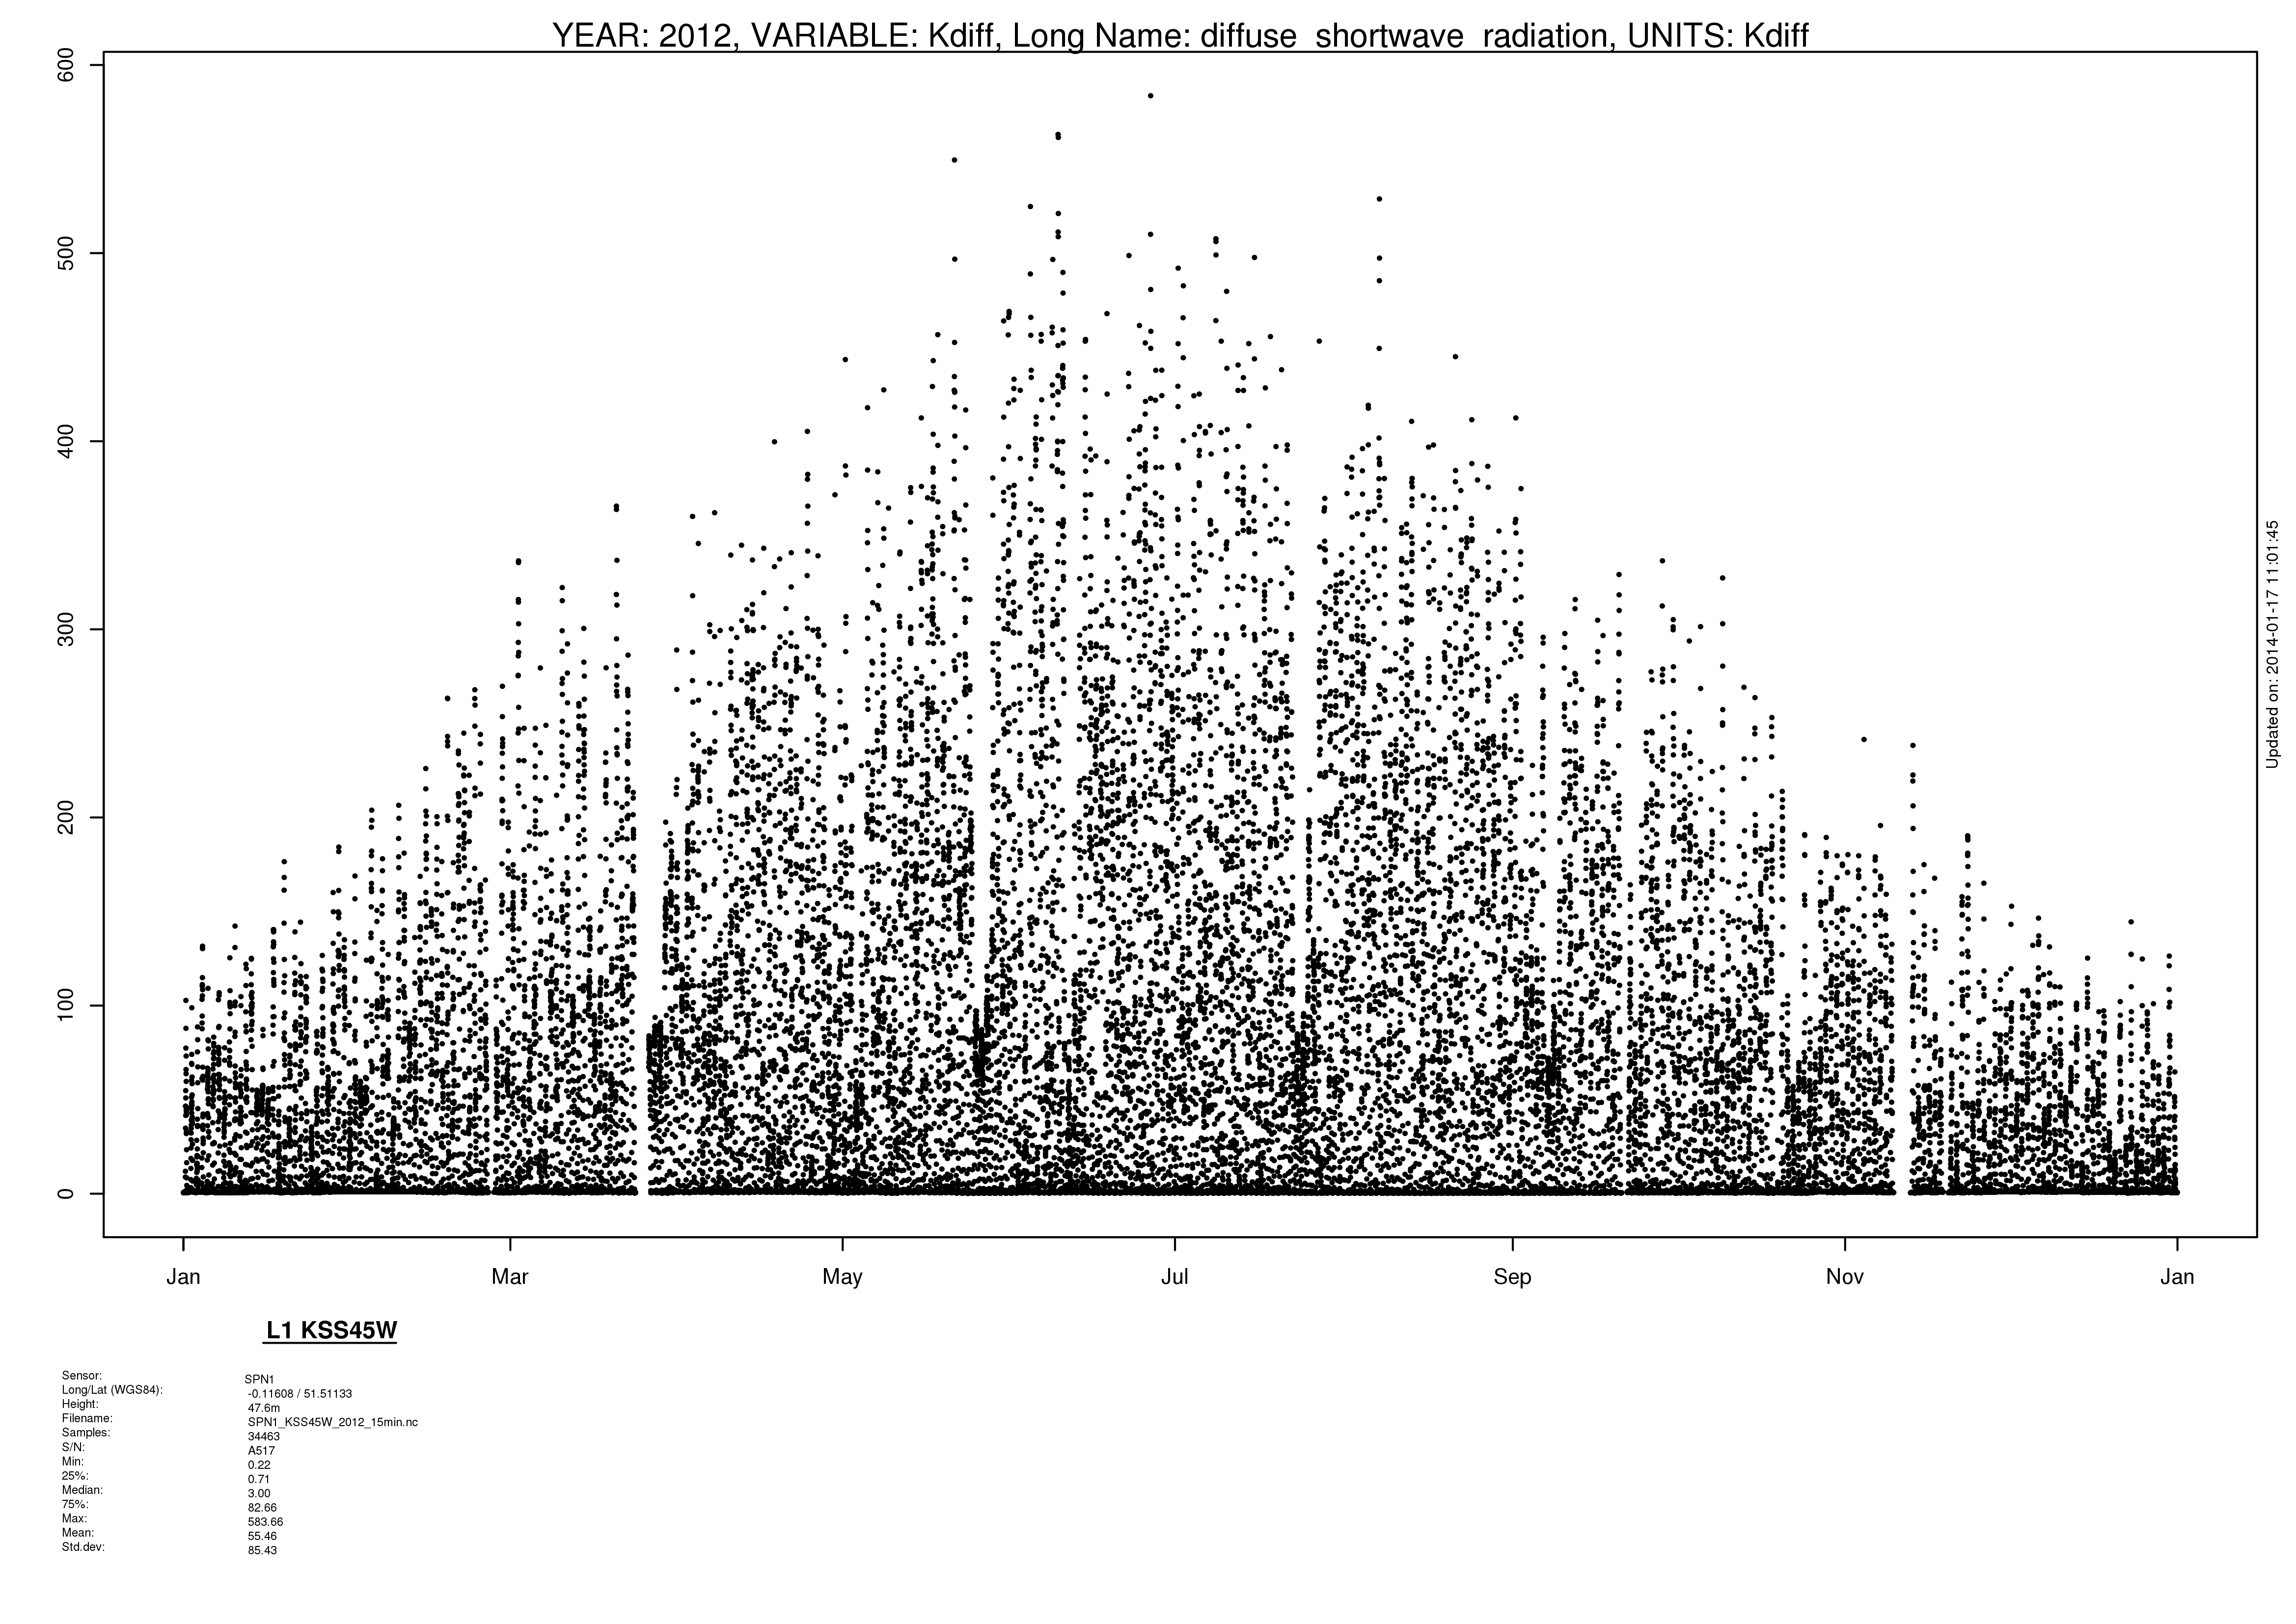 YEAR: 2012, VARIABLE: Kdiff, Long Name: diffuse shortwave radiation, UNITS: Kdiff
600
500
400
300
200
100
0
Jan Mar May Jul Sep Nov Jan
Updated on: 2014-01-17 11:01:45
L1 KSS45W
Sensor: SPN1
Long/Lat (WGS84): -0.11608 / 51.51133
Height: 47.6m
Filename: SPN1_KSS45W_2012_15min.nc
Samples: 34463
S/N: A517
Min: 0.22
25%: 0.71
Median: 3.00
75%: 82.66
Max: 583.66
Mean: 55.46
Std.dev: 85.43